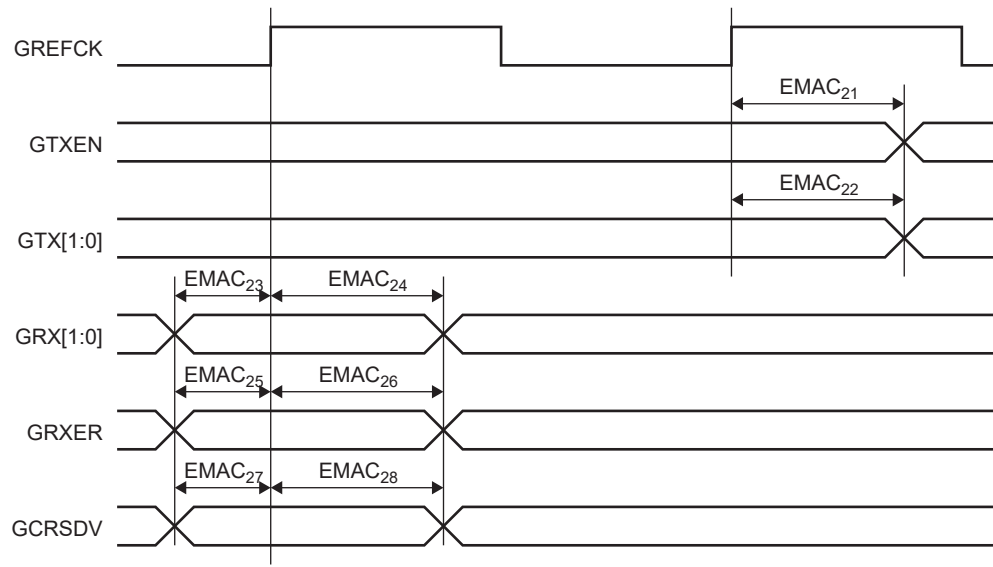 GREFCK
EMAC21
GTXEN
EMAC22
GTX[1:0]
EMAC23 EMAC24
GRX[1:0]
EMAC25 EMAC26
GRXER
EMAC27 EMAC28
GCRSDV